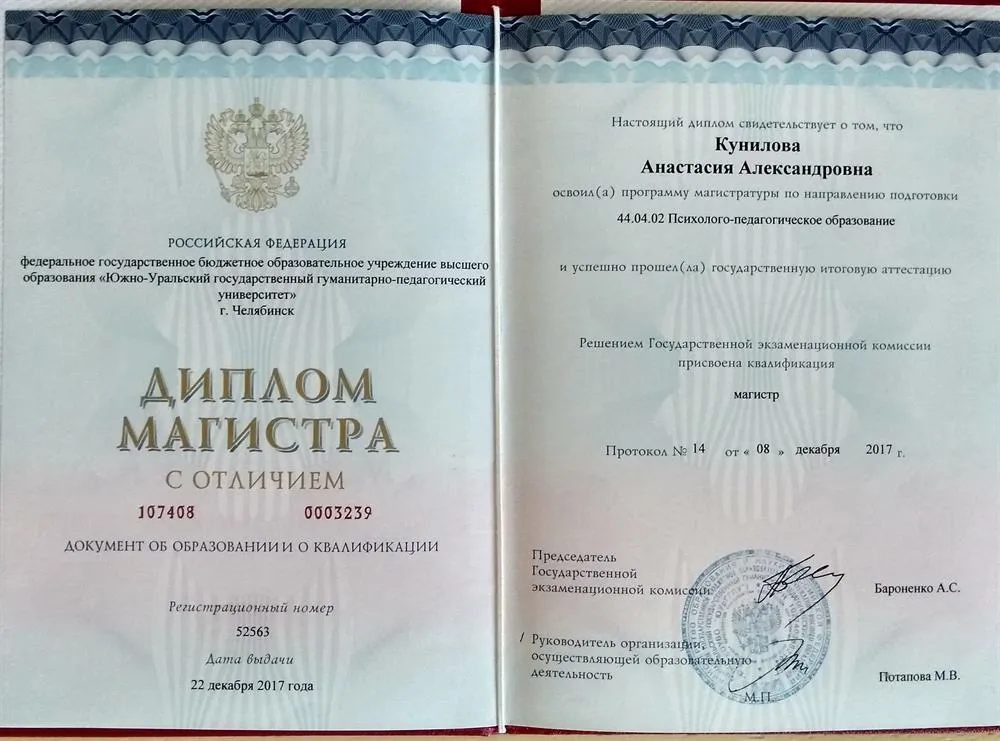 РОССИЙСКАЯ ФЕДЕРАЦИЯ
федеральное государственное бюджетное образовательное учреждение высшего
образования «Южно-Уральский государственный гуманитарно-педагогический
университет»
г. Челябинск
ДИПЛОМ
МАГИСТРА
С ОТЛИЧИЕМ
107408 0003239
ДОКУМЕНТ ОБ ОБРАЗОВАНИИ И О КВАЛИФИКАЦИИ
Регистрационный номер
52563
Дата выдачи
22 декабря 2017 года
Настоящий диплом свидетельствует о том, что
Кунилова
Анастасия Александровна
освоил(а) программу магистратуры по направлению подготовки
44.04.02 Психолого-педагогическое образование
и успешно прошел(ла) государственную итоговую аттестацию
Решением Государственной экзаменационной комиссии
присвоена квалификация
магистр
Протокол № 14 от « 08 » декабря 2017 г.
Председатель
Государственной
экзаменационной комиссии Бароненко А.С.
/ Руководитель организации,
осуществляющей образовательную
деятельность Потапова М.В.
М.П.